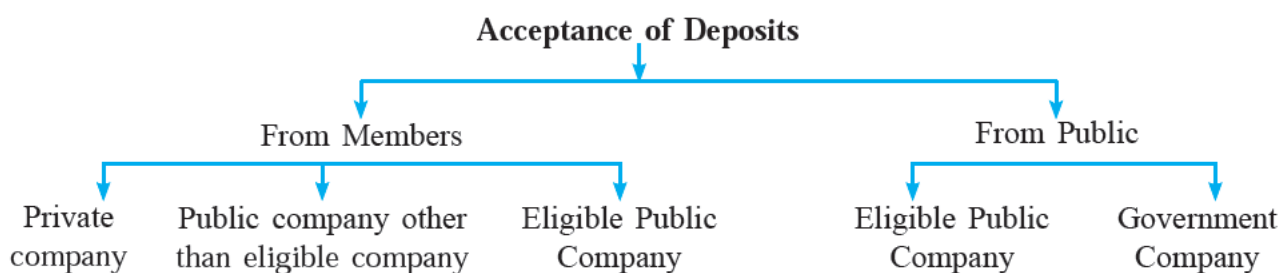 Acceptance of Deposits
From Members
From Public
Private
company
Public company other
than eligible company
Eligible Public
Company
Eligible Public
Company
Government
Company